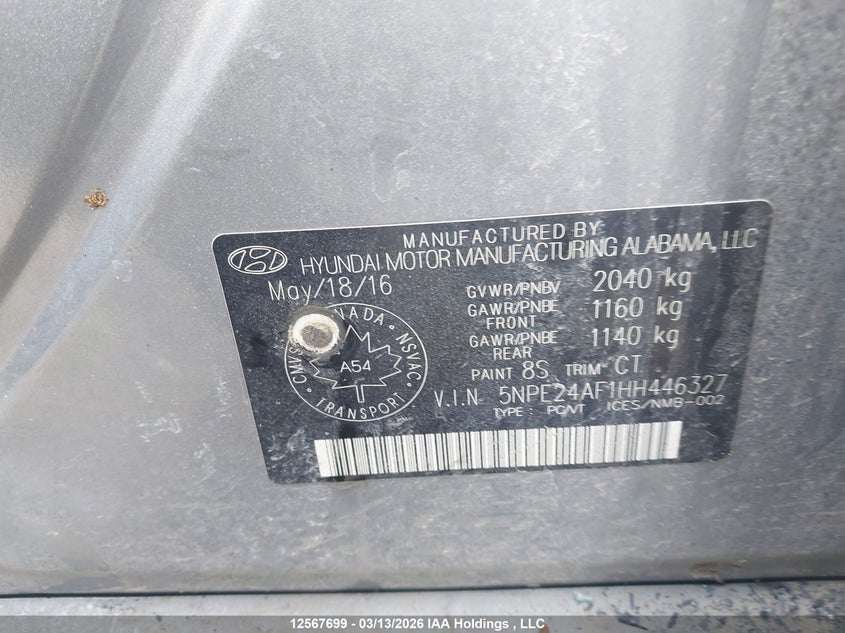 MANUFACTURED BY
HYUNDAI MOTOR MANUFACTURING ALABAMA, LLC
May/18/16
GVWR/PNBV 2040 kg
GAWR/PNBE FRONT 1160 kg
GAWR/PNBE REAR 1140 kg
PAINT 8S TRIM CT
V.I.N 5NPE24AF1HH446327
TYPE : PC/VT ICES/NMB-002
NSVAC
A54
TRANSPORT
12567699 - 03/13/2026 IAA Holdings , LLC